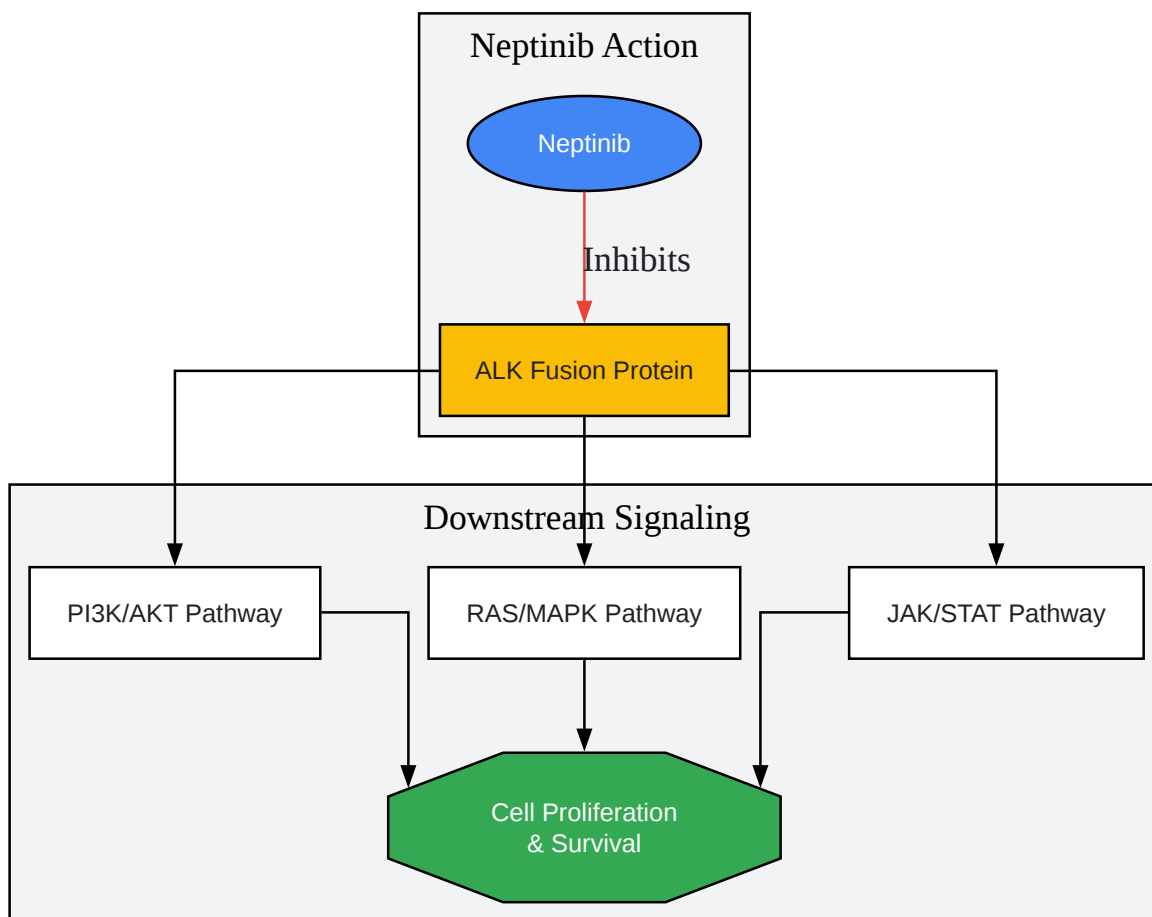 Neptinib Action
Neptinib
Inhibits
ALK Fusion Protein
Downstream Signaling
PI3K/AKT Pathway
RAS/MAPK Pathway
JAK/STAT Pathway
Cell Proliferation
& Survival